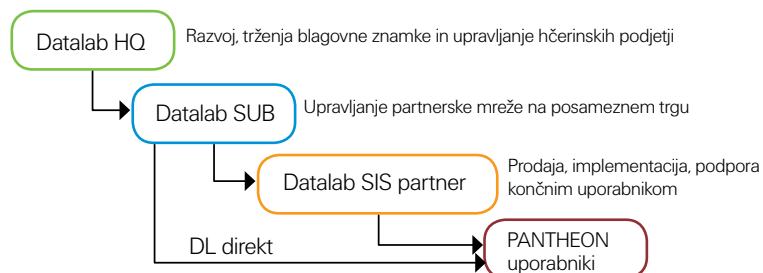 Datalab HQ
Razvoj, trženja blagovne znamke in upravljanje hčerinskih podjetji
Datalab SUB
Upravljanje partnerske mreže na posameznem trgu
Datalab SIS partner
Prodaja, implementacija, podpora
končnim uporabnikom
DL direkt
PANTHEON
uporabniki